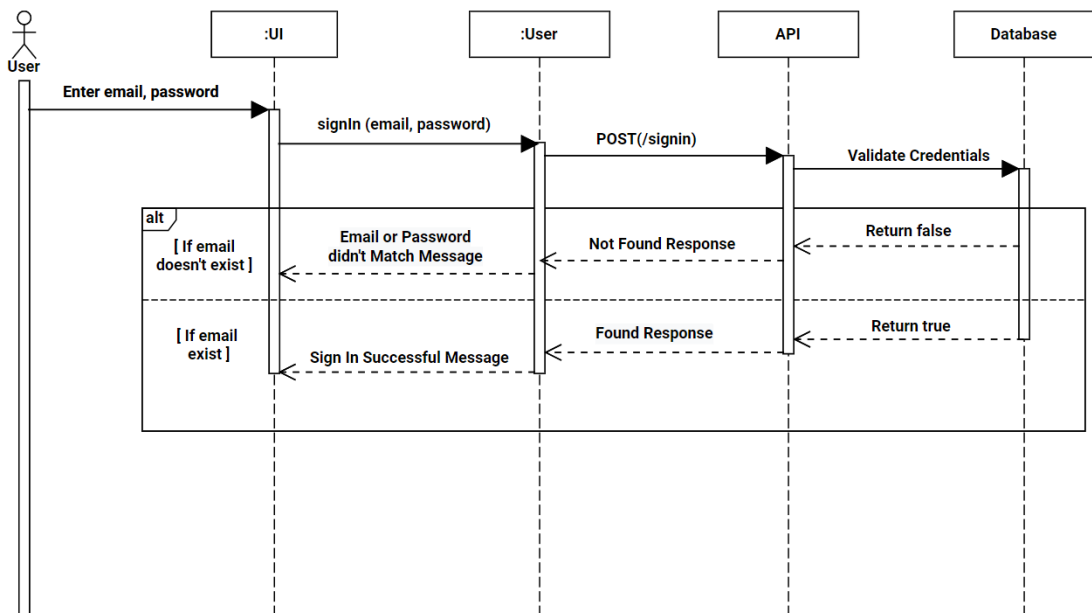 :UI
:User
API
Database
User
Enter email, password
signIn (email, password)
POST(/signin)
Validate Credentials
alt
[ If email
doesn't exist ]
Email or Password
didn't Match Message
Not Found Response
Return false
[ If email
exist ]
Sign In Successful Message
Found Response
Return true